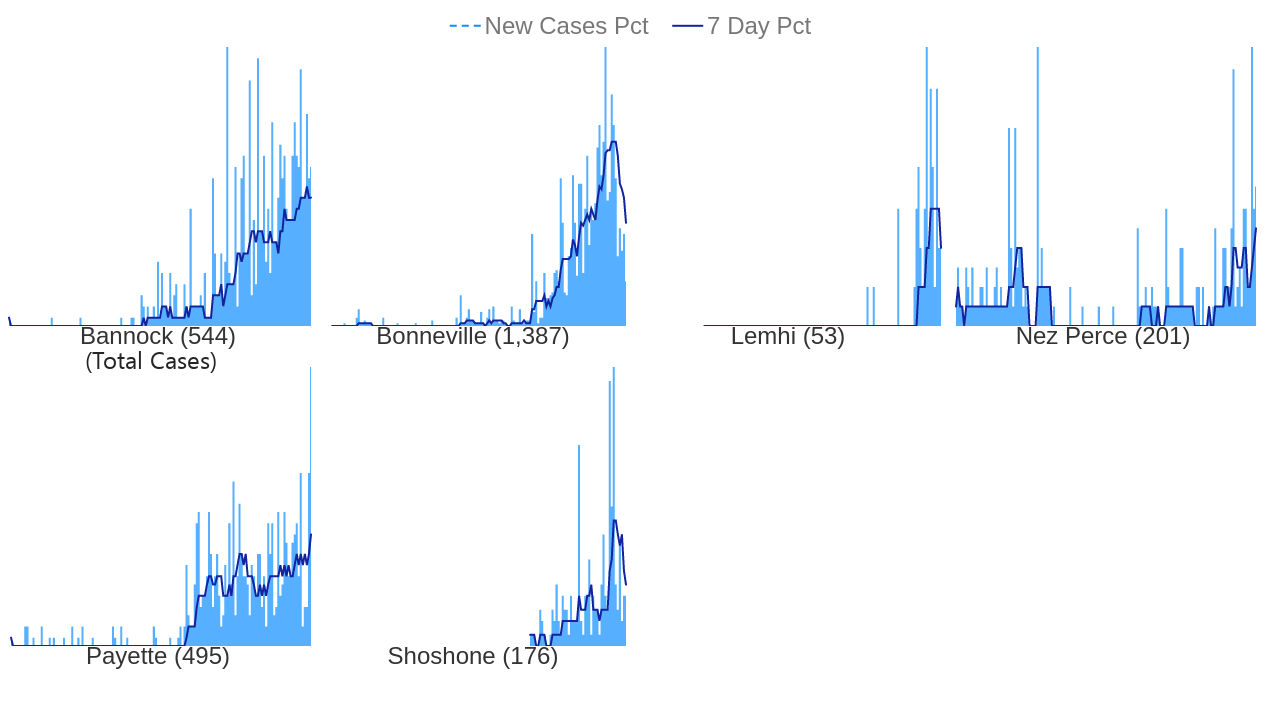 New Cases Pct 7 Day Pct
Bannock (544)
(Total Cases)
Bonneville (1,387)
Lemhi (53)
Nez Perce (201)
Payette (495)
Shoshone (176)